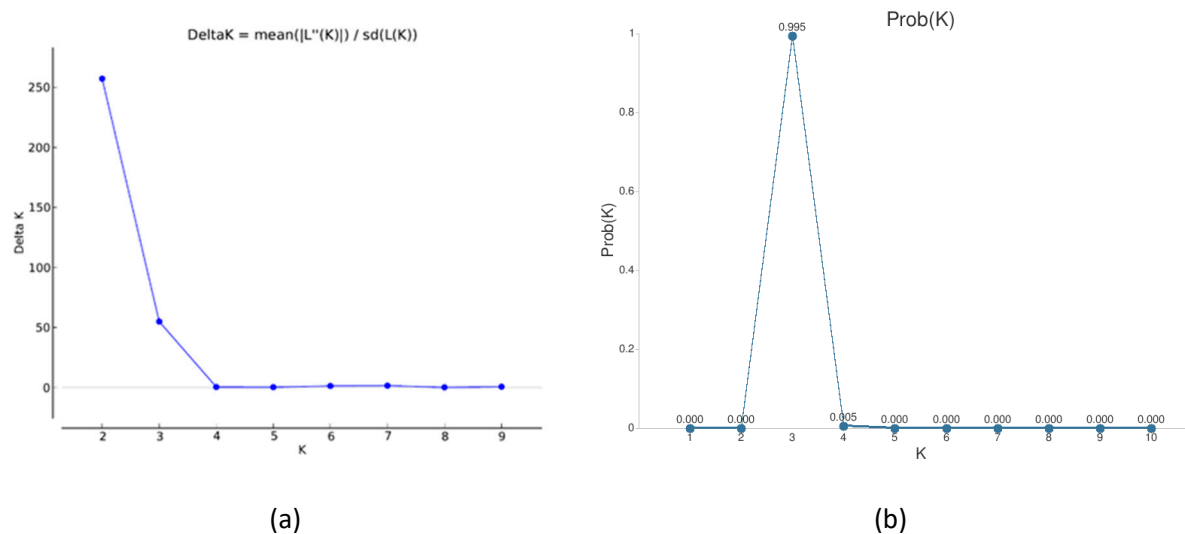 DeltaK = mean(|L"(K)|) / sd(L(K))
250
200
150
100
50
0
Delta K
2 3 4 5 6 7 8 9
K
(a)
Prob(K)
1
0.8
0.6
0.4
0.2
0
Prob(K)
0.995
0.000 0.000 0.005 0.000 0.000 0.000 0.000 0.000 0.000
1 2 3 4 5 6 7 8 9 10
K
(b)